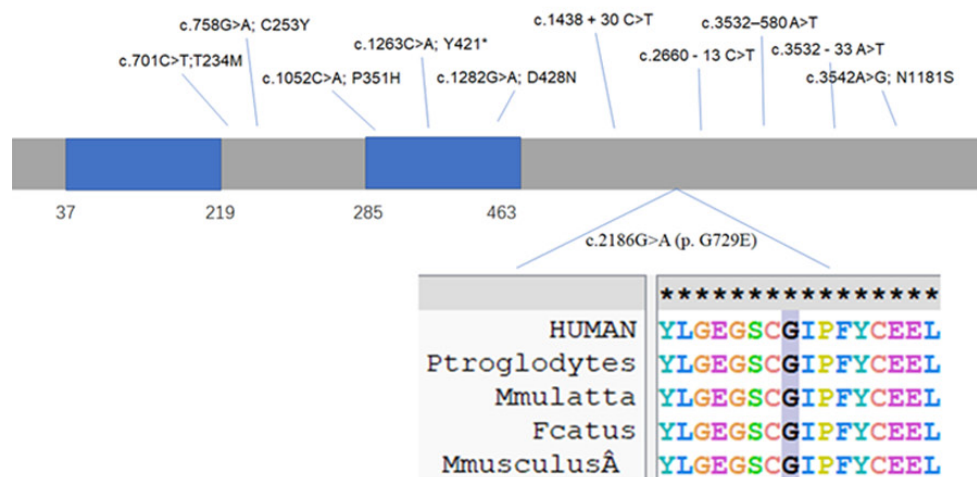 c.758G>A; C253Y
c.1438 + 30 C>T
c.3532–580 A>T
c.701C>T;T234M
c.1263C>A; Y421*
c.2660 - 13 C>T
c.3532 - 33 A>T
c.1052C>A; P351H
c.1282G>A; D428N
c.3542A>G; N1181S
37
219
285
463
c.2186G>A (p. G729E)
****************
HUMAN YLGEGSCGIPFYCEEL
Ptroglodytes YLGEGSCGIPFYCEEL
Mmulatta YLGEGSCGIPFYCEEL
Fcatus YLGEGSCGIPFYCEEL
MmusculusÂ YLGEGSCGIPFYCEEL